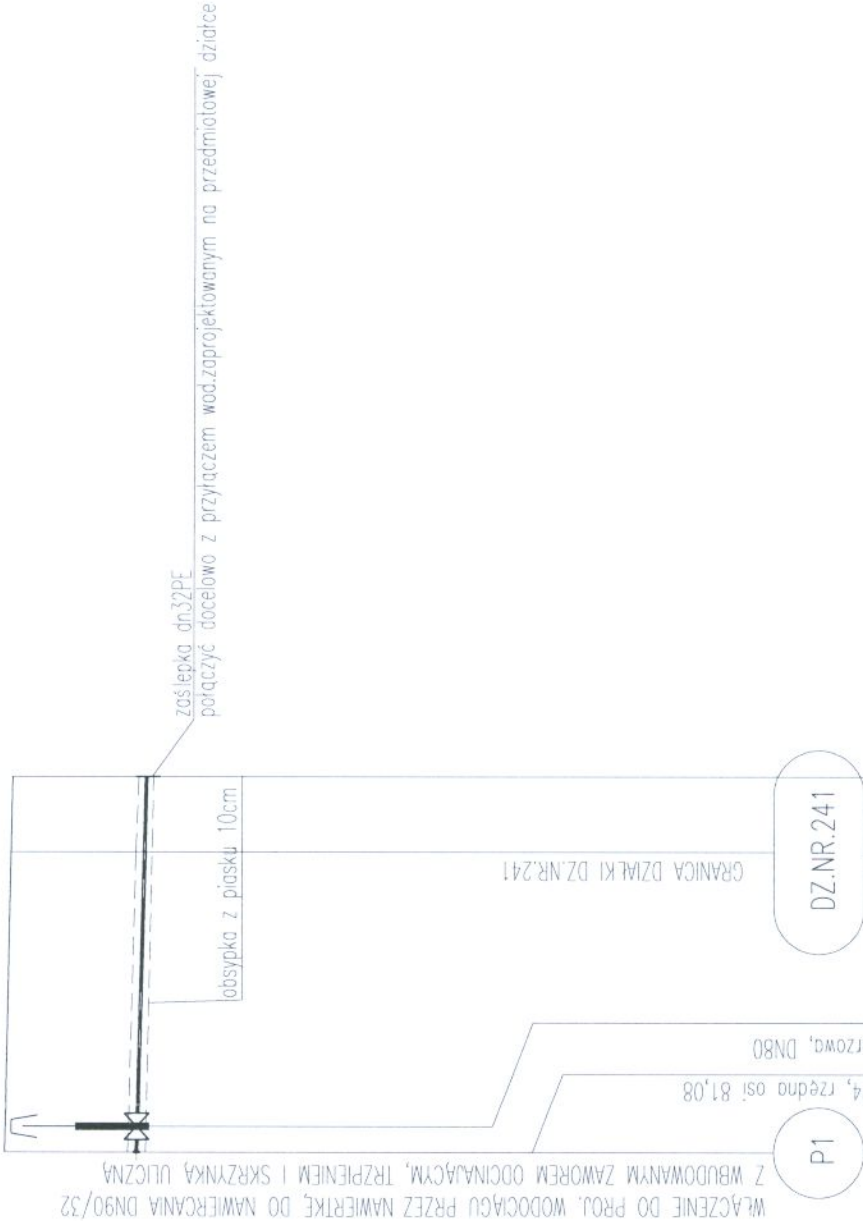 zaślepka dn32PE
połączyć docelowo z przyłączem wod.zaprojektowanym na przedmiotowej działce
obsypka z piasku 10cm
GRANICA DZIAŁKI DZ.NR.241
DZ.NR.241
rzowa, DN80
4, rzędna osi 81,08
P1
WŁĄCZENIE DO PROJ. WODOCIĄGU PRZEZ NAWIERTKĘ DO NAWIERCANIA DN90/32
Z WBUDOWANYM ZAWOREM ODCINAJĄCYM, TRZPIENIEM I SKRZYNKĄ ULICZNĄ